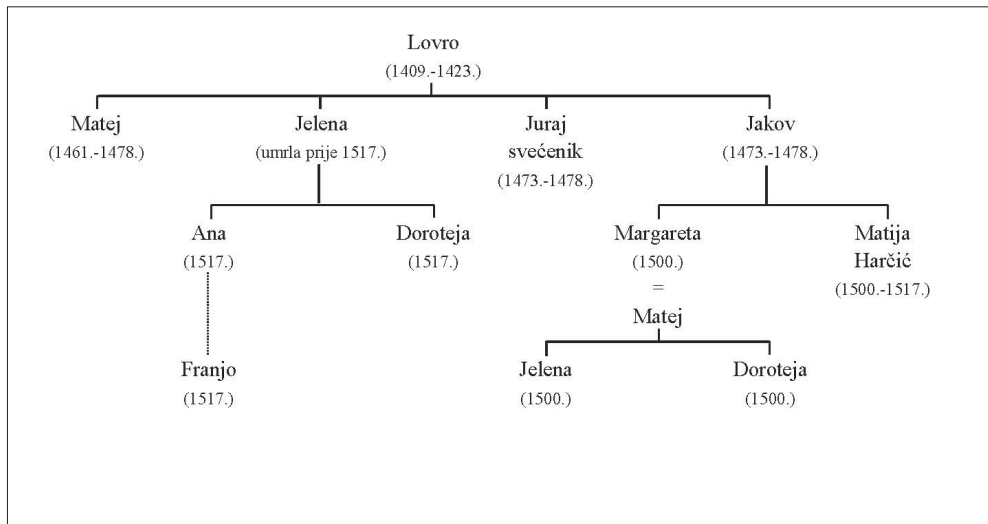 Lovro
(1409.-1423.)
Matej
(1461.-1478.)
Jelena
(umrla prije 1517.)
Juraj
svećenik
(1473.-1478.)
Jakov
(1473.-1478.)
Ana
(1517.)
Doroteja
(1517.)
Margareta
(1500.)
=
Matej
Matija
Harčić
(1500.-1517.)
Franjo
(1517.)
Jelena
(1500.)
Doroteja
(1500.)